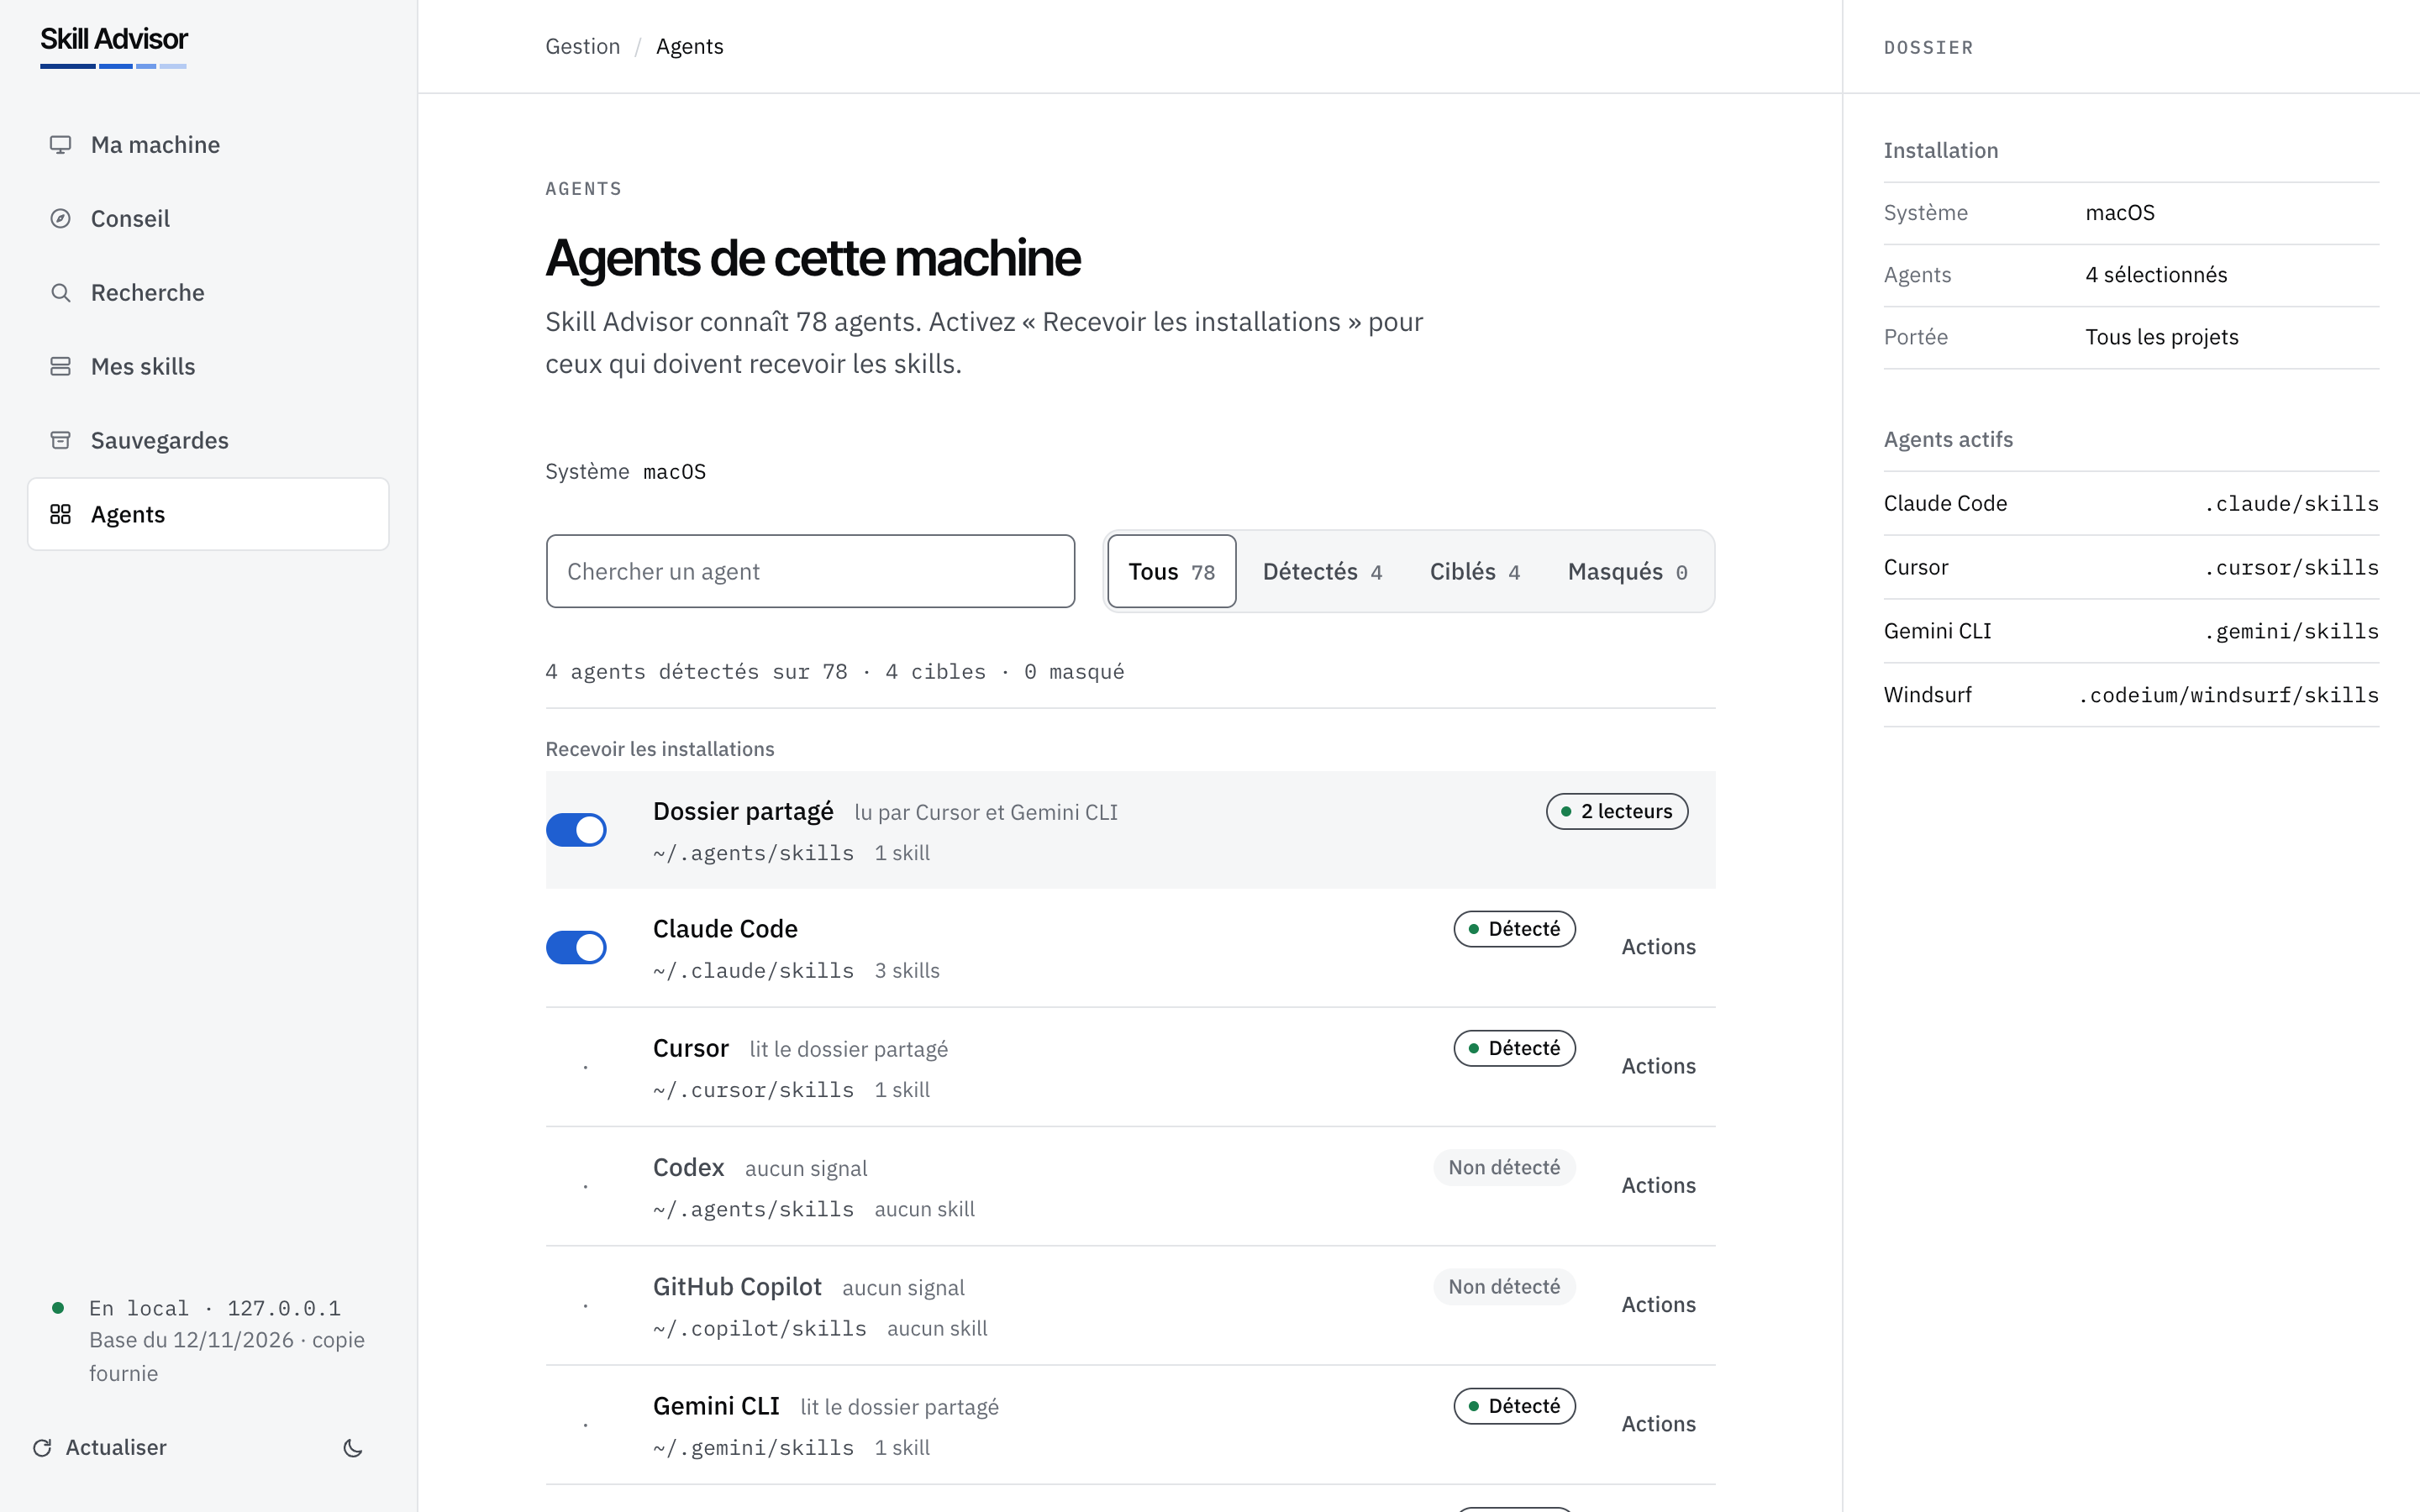 Skill Advisor
Ma machine
Conseil
Recherche
Mes skills
Sauvegardes
Agents
En local · 127.0.0.1
Base du 12/11/2026 · copie
fournie
Actualiser
Gestion / Agents
AGENTS
Agents de cette machine
Skill Advisor connaît 78 agents. Activez « Recevoir les installations » pour
ceux qui doivent recevoir les skills.
Système macOS
Chercher un agent
Tous 78 Détectés 4 Ciblés 4 Masqués 0
4 agents détectés sur 78 · 4 cibles · 0 masqué
Recevoir les installations
Dossier partagé lu par Cursor et Gemini CLI 2 lecteurs
~/.agents/skills 1 skill
Claude Code Détecté
Actions
~/.claude/skills 3 skills
Cursor lit le dossier partagé Détecté
Actions
~/.cursor/skills 1 skill
Codex aucun signal Non détecté
Actions
~/.agents/skills aucun skill
GitHub Copilot aucun signal Non détecté
Actions
~/.copilot/skills aucun skill
Gemini CLI lit le dossier partagé Détecté
Actions
~/.gemini/skills 1 skill
DOSSIER
Installation
Système macOS
Agents 4 sélectionnés
Portée Tous les projets
Agents actifs
Claude Code .claude/skills
Cursor .cursor/skills
Gemini CLI .gemini/skills
Windsurf .codeium/windsurf/skills